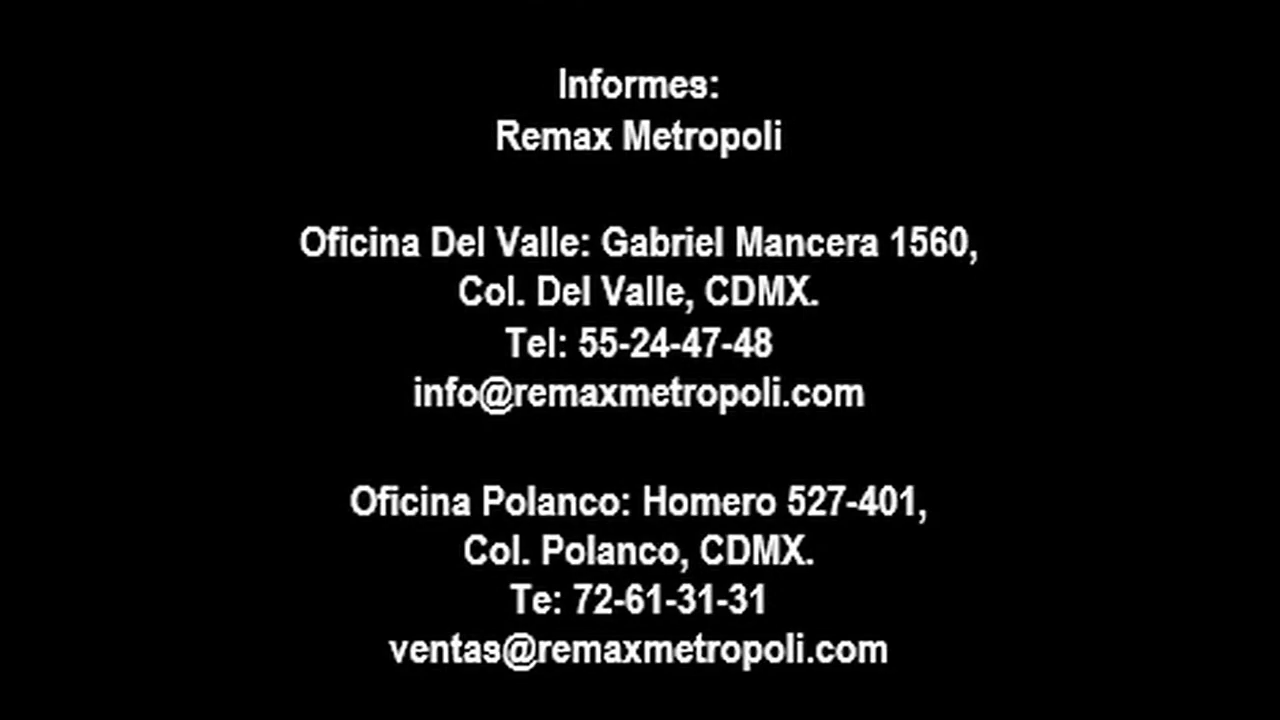 Informes:
Remax Metropoli
Oficina Del Valle: Gabriel Mancera 1560,
Col. Del Valle, CDMX.
Tel: 55-24-47-48
info@remaxmetropoli.com
Oficina Polanco: Homero 527-401,
Col. Polanco, CDMX.
Te: 72-61-31-31
ventas@remaxmetropoli.com